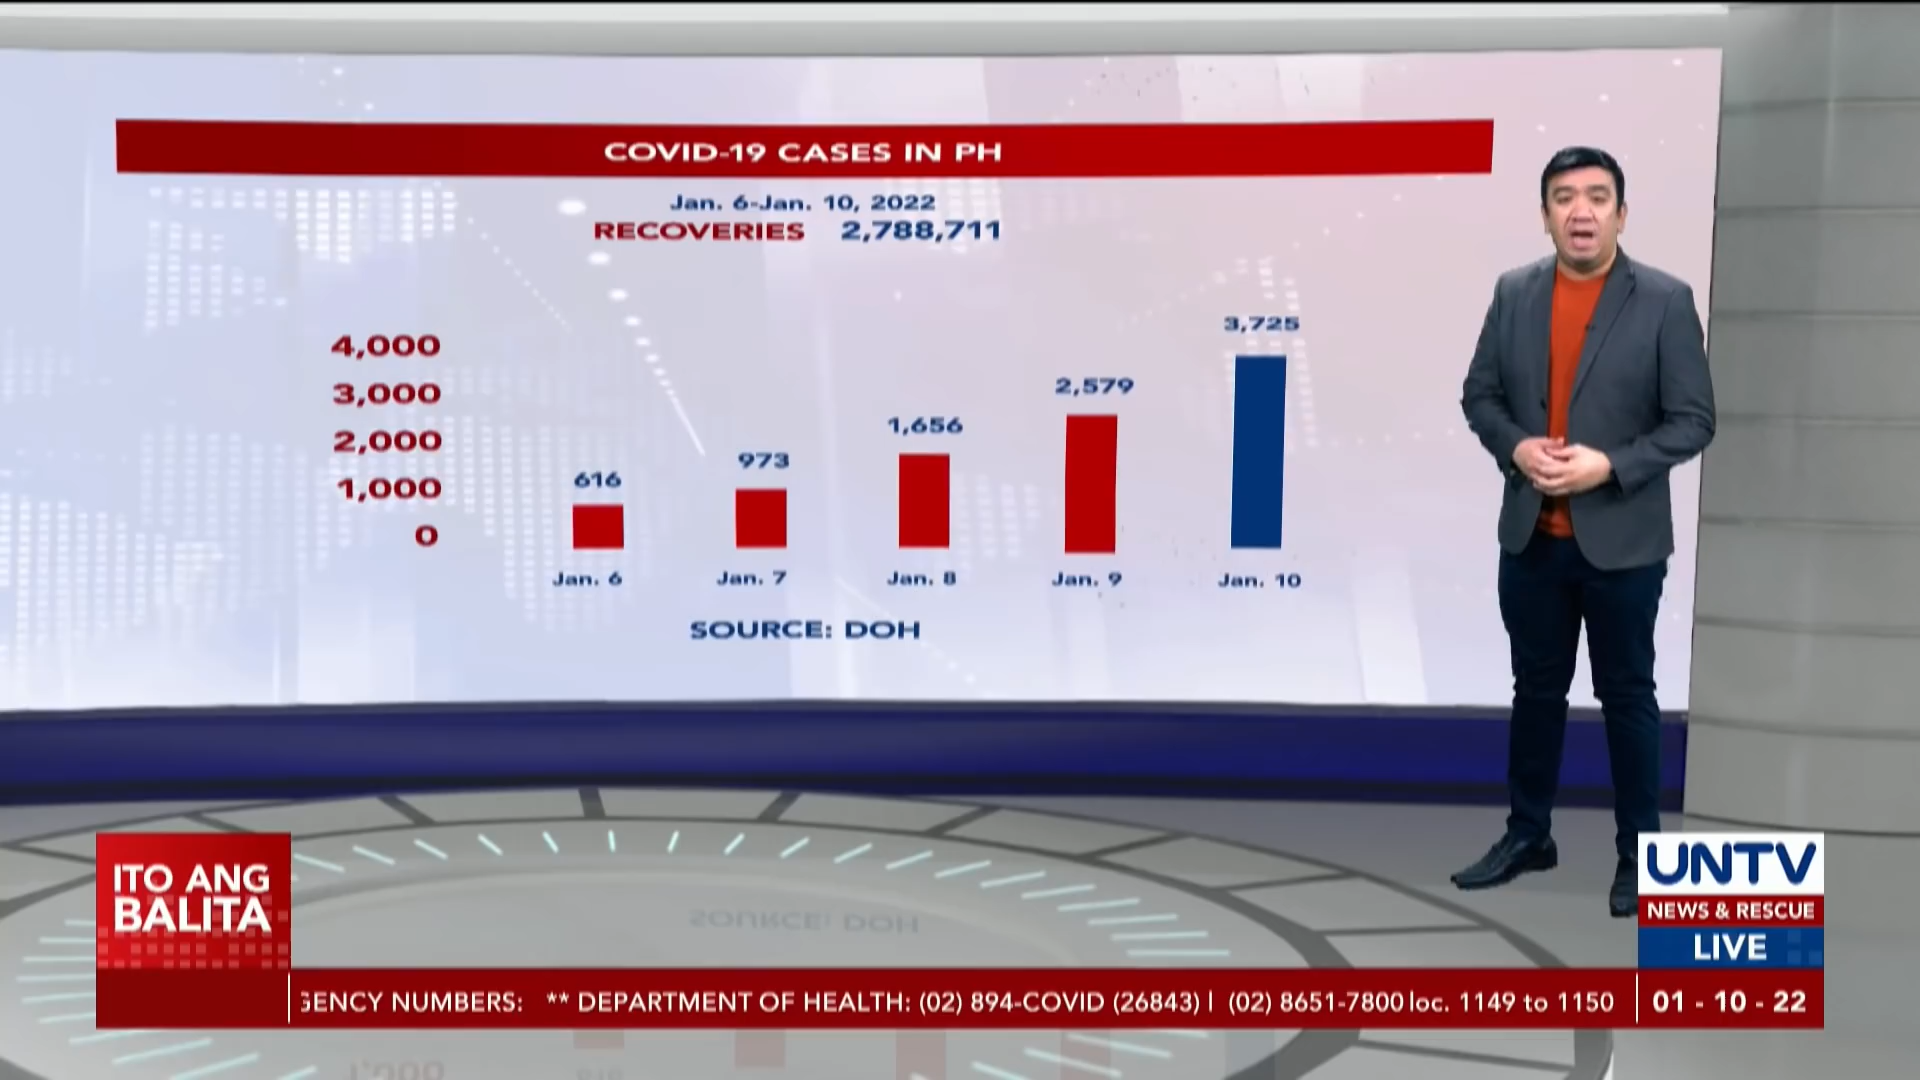 COVID-19 CASES IN PH
Jan. 6-Jan. 10, 2022
RECOVERIES 2,788,711
4,000
3,000
2,000
1,000
0
616
973
1,656
2,579
3,725
Jan. 6
Jan. 7
Jan. 8
Jan. 9
Jan. 10
SOURCE: DOH
ITO ANG
BALITA
UNTV
NEWS & RESCUE
LIVE
GENCY NUMBERS: ** DEPARTMENT OF HEALTH: (02) 894-COVID (26843) | (02) 8651-7800 loc. 1149 to 1150
01 - 10 - 22